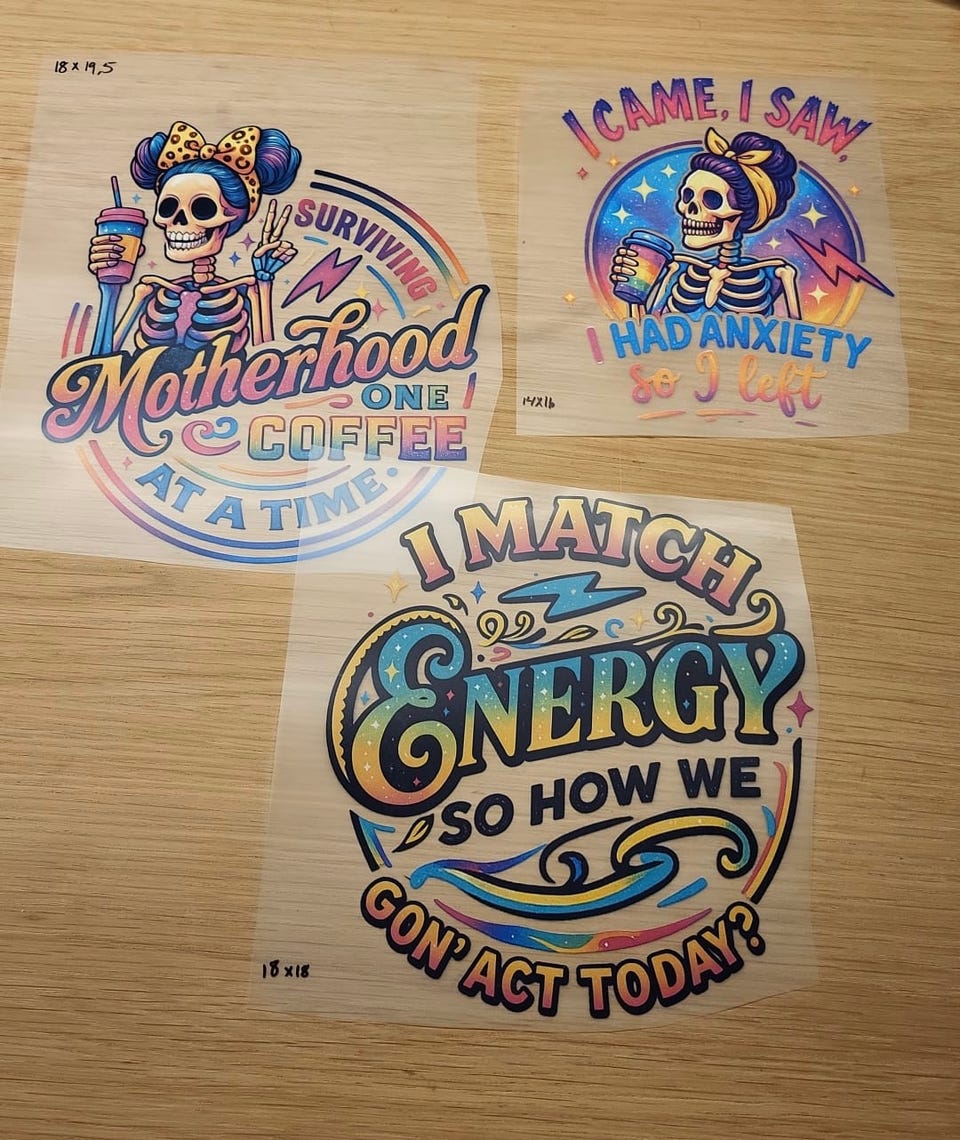 18 x 19,5
SURVIVING
Motherhood
ONE
& COFFEE
AT A TIME
I CAME, I SAW,
I HAD ANXIETY
So I left
14x16
I MATCH
ENERGY
SO HOW WE
GON' ACT TODAY?
18 x 18